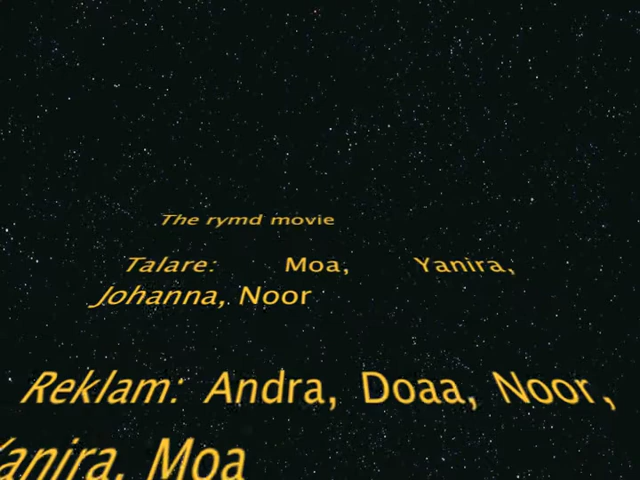 The rymd movie
Talare: Moa, Yanira,
Johanna, Noor
Reklam: Andra, Doaa, Noor,
Yanira, Moa